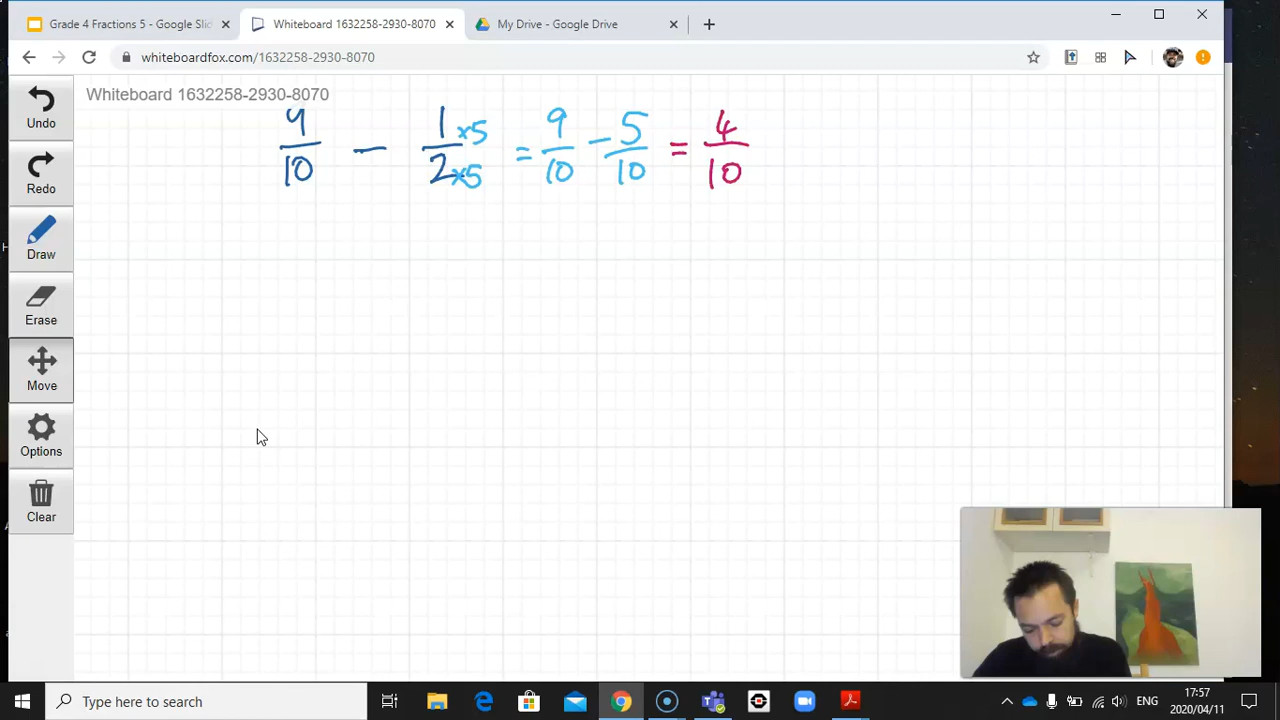 Grade 4 Fractions 5 - Google Slid
Whiteboard 1632258-2930-8070
My Drive - Google Drive
whiteboardfox.com/1632258-2930-8070
Whiteboard 1632258-2930-8070
9/10 — 1×5/2×5 = 9/10 - 5/10 = 4/10
Undo
Redo
Draw
Erase
Move
Options
Clear
Type here to search
ENG
17:57
2020/04/11